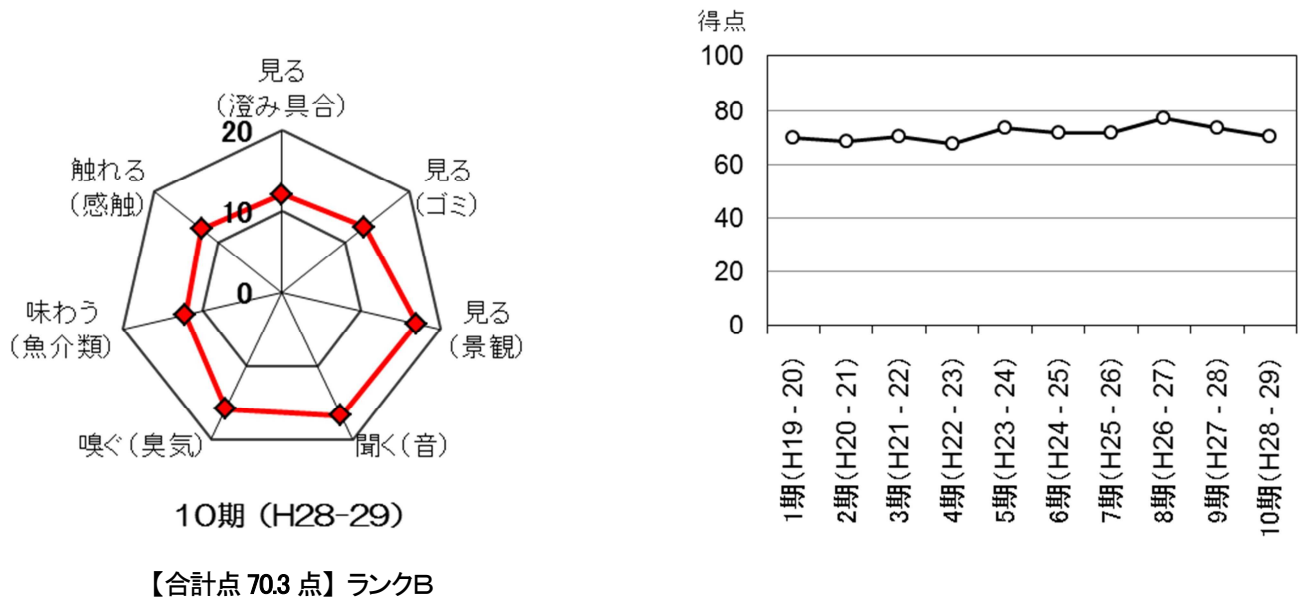 見る
(澄み具合)
20
触れる
(感触)
見る
(ゴミ)
10
0
味わう
(魚介類)
見る
(景観)
嗅ぐ(臭気)
聞く(音)
10期(H28-29)
【合計点 70.3 点】ランクB
得点
100
80
60
40
20
0
1期(H19 - 20)
2期(H20 - 21)
3期(H21 - 22)
4期(H22 - 23)
5期(H23 - 24)
6期(H24 - 25)
7期(H25 - 26)
8期(H26 - 27)
9期(H27 - 28)
10期(H28 - 29)